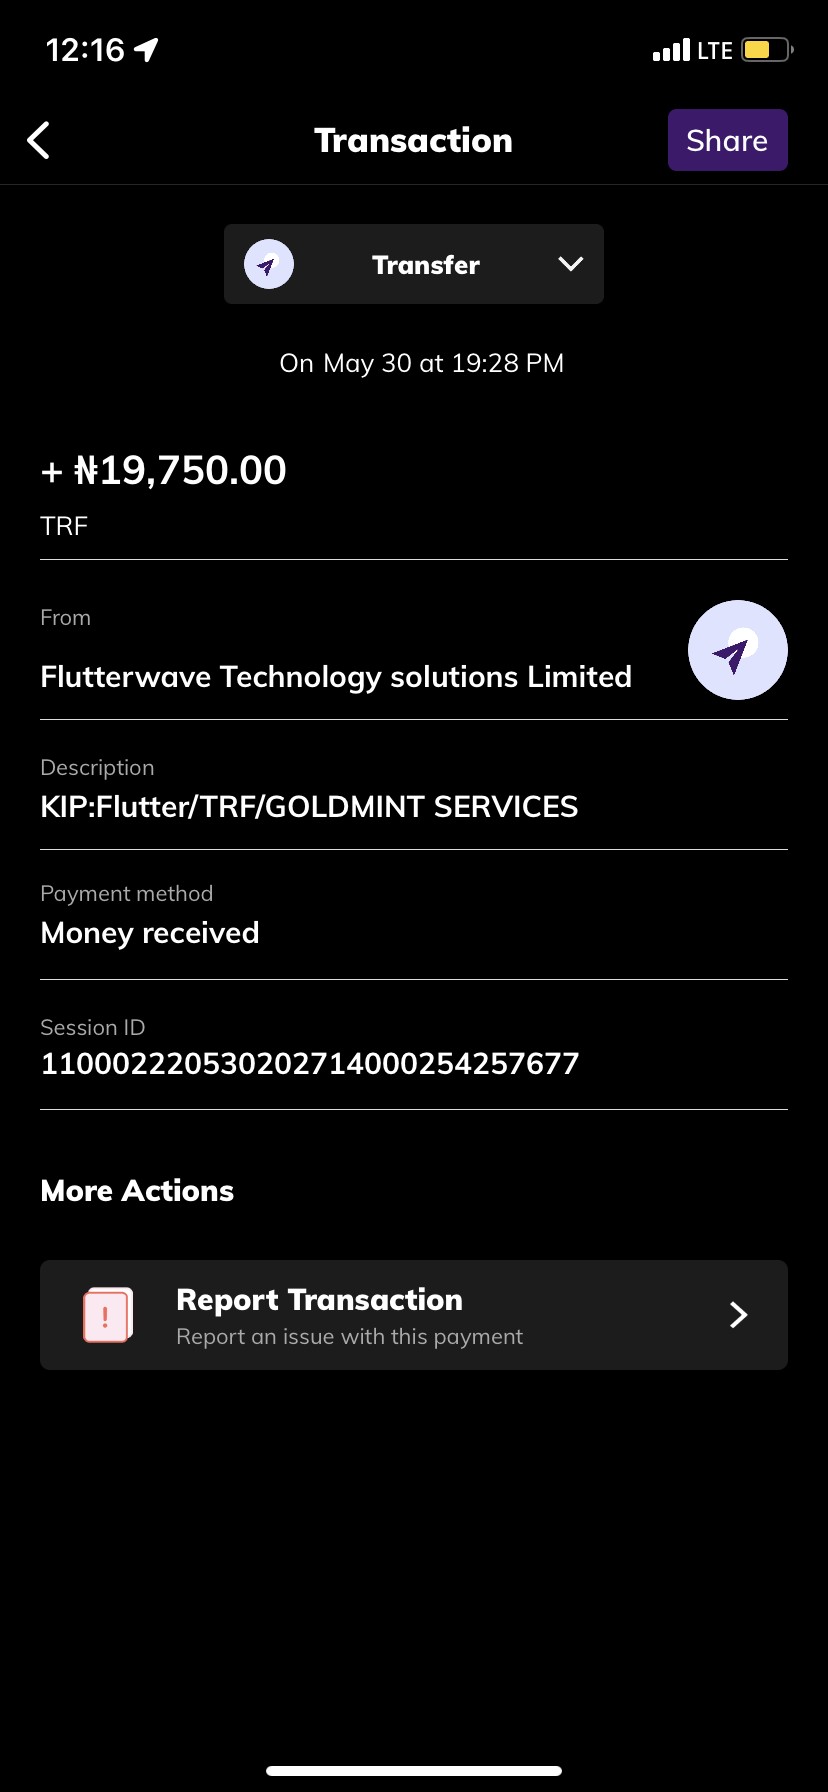 12:16
LTE
Transaction
Share
Transfer
On May 30 at 19:28 PM
+ ₦19,750.00
TRF
From
Flutterwave Technology solutions Limited
Description
KIP:Flutter/TRF/GOLDMINT SERVICES
Payment method
Money received
Session ID
110002220530202714000254257677
More Actions
Report Transaction
Report an issue with this payment